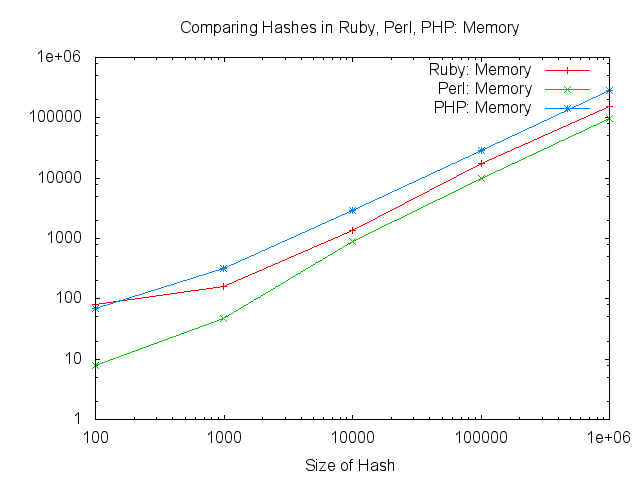 Comparing Hashes in Ruby, Perl, PHP: Memory
1e+06
100000
10000
1000
100
10
1
Ruby: Memory
Perl: Memory
PHP: Memory
100
1000
10000
100000
1e+06
Size of Hash